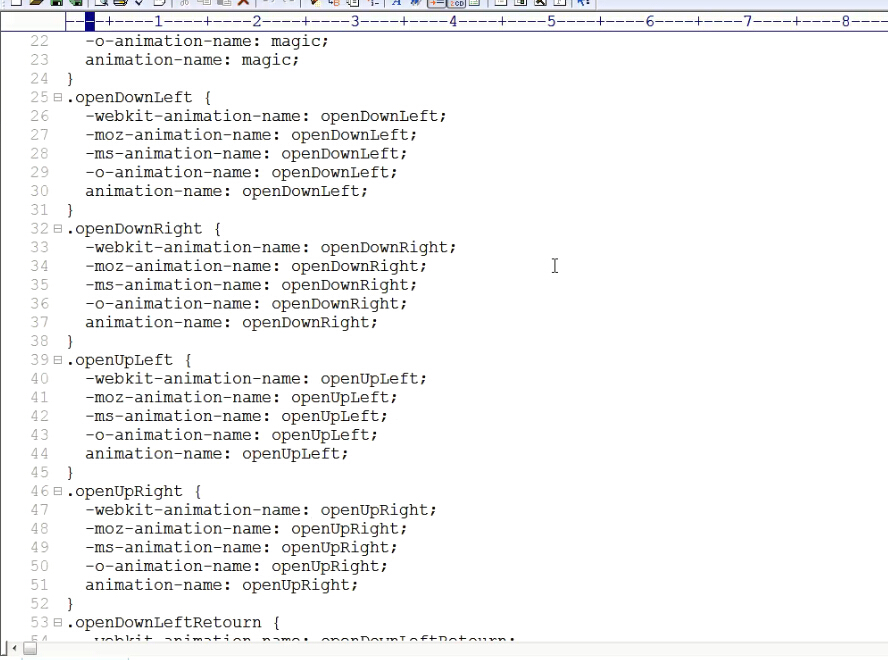 |--█----1----+----2----+----3----+----4----+----5----+----6----+----7----+----8--
22 -o-animation-name: magic;
23 animation-name: magic;
24 }
25 .openDownLeft {
26 -webkit-animation-name: openDownLeft;
27 -moz-animation-name: openDownLeft;
28 -ms-animation-name: openDownLeft;
29 -o-animation-name: openDownLeft;
30 animation-name: openDownLeft;
31 }
32 .openDownRight {
33 -webkit-animation-name: openDownRight;
34 -moz-animation-name: openDownRight;
35 -ms-animation-name: openDownRight;
36 -o-animation-name: openDownRight;
37 animation-name: openDownRight;
38 }
39 .openUpLeft {
40 -webkit-animation-name: openUpLeft;
41 -moz-animation-name: openUpLeft;
42 -ms-animation-name: openUpLeft;
43 -o-animation-name: openUpLeft;
44 animation-name: openUpLeft;
45 }
46 .openUpRight {
47 -webkit-animation-name: openUpRight;
48 -moz-animation-name: openUpRight;
49 -ms-animation-name: openUpRight;
50 -o-animation-name: openUpRight;
51 animation-name: openUpRight;
52 }
53 .openDownLeftRetourn {
54 -webkit-animation-name: openDownLeftRetourn;